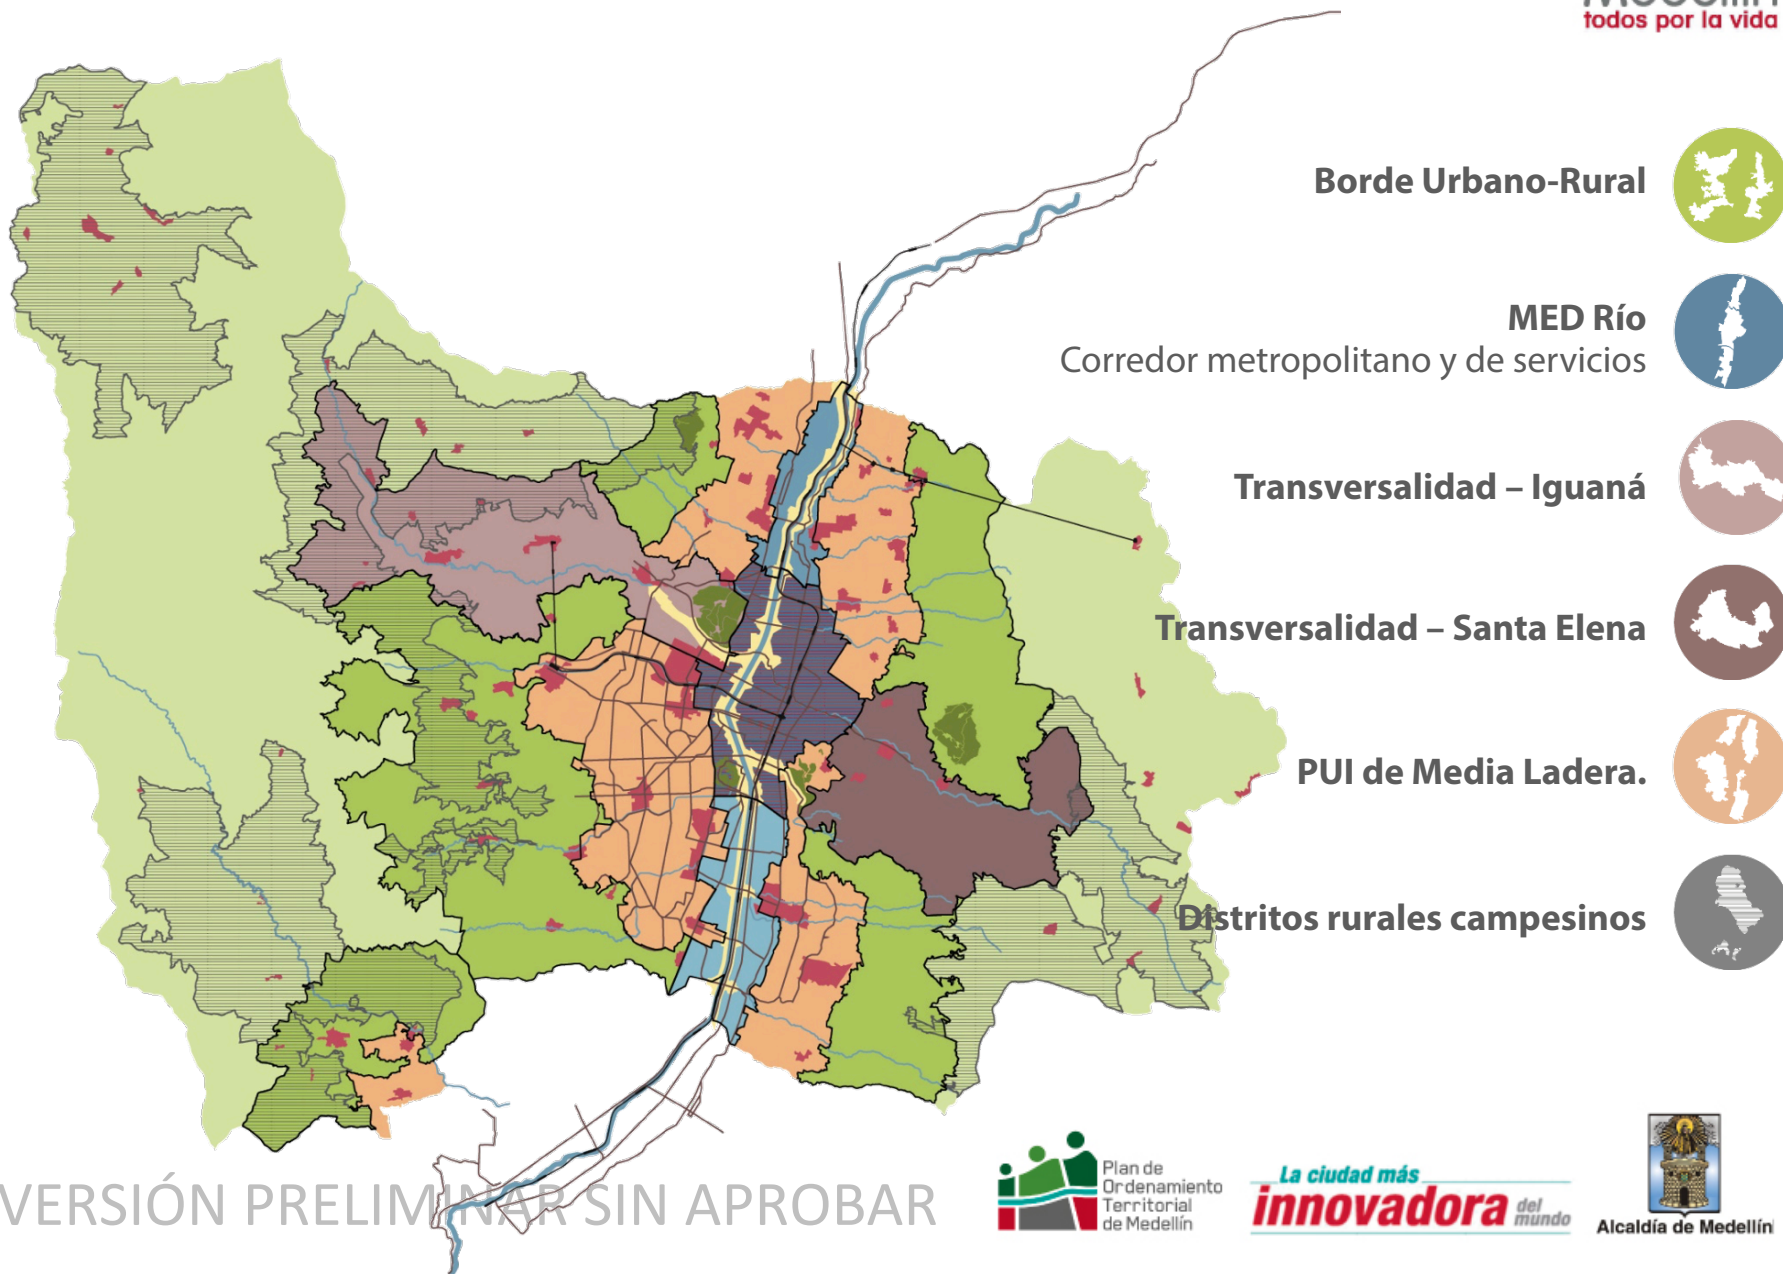 todos por la vida
Borde Urbano-Rural
MED Río
Corredor metropolitano y de servicios
Transversalidad – Iguaná
Transversalidad – Santa Elena
PUI de Media Ladera.
Distritos rurales campesinos
VERSIÓN PRELIMINAR SIN APROBAR
Plan de
Ordenamiento
Territorial
de Medellín
La ciudad más
innovadora del
mundo
Alcaldía de Medellín